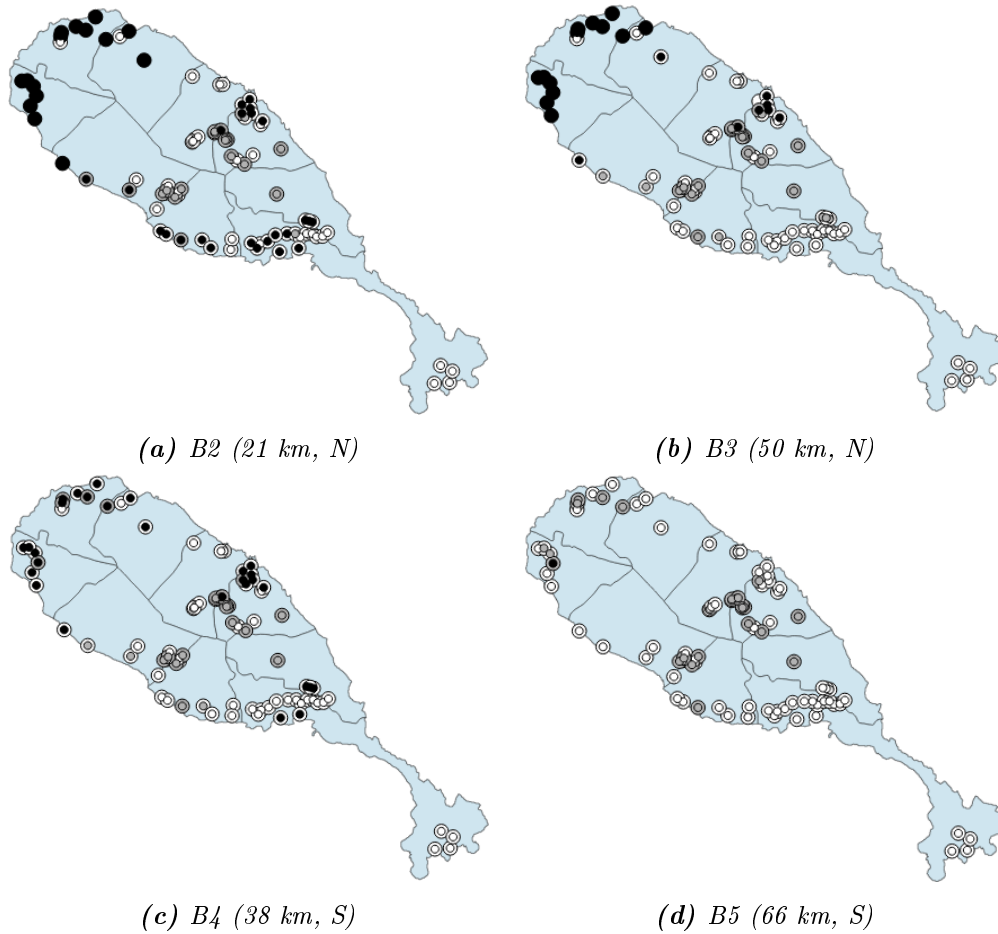 (a) B2 (21 km, N)
(b) B3 (50 km, N)
(c) B4 (38 km, S)
(d) B5 (66 km, S)